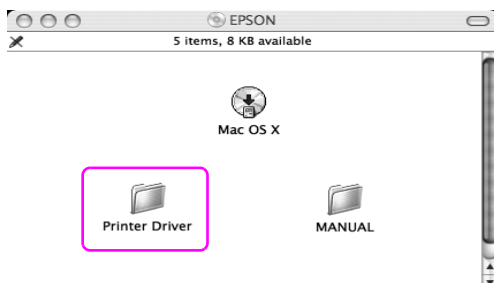 EPSON
5 items, 8 KB available
Mac OS X
Printer Driver
MANUAL